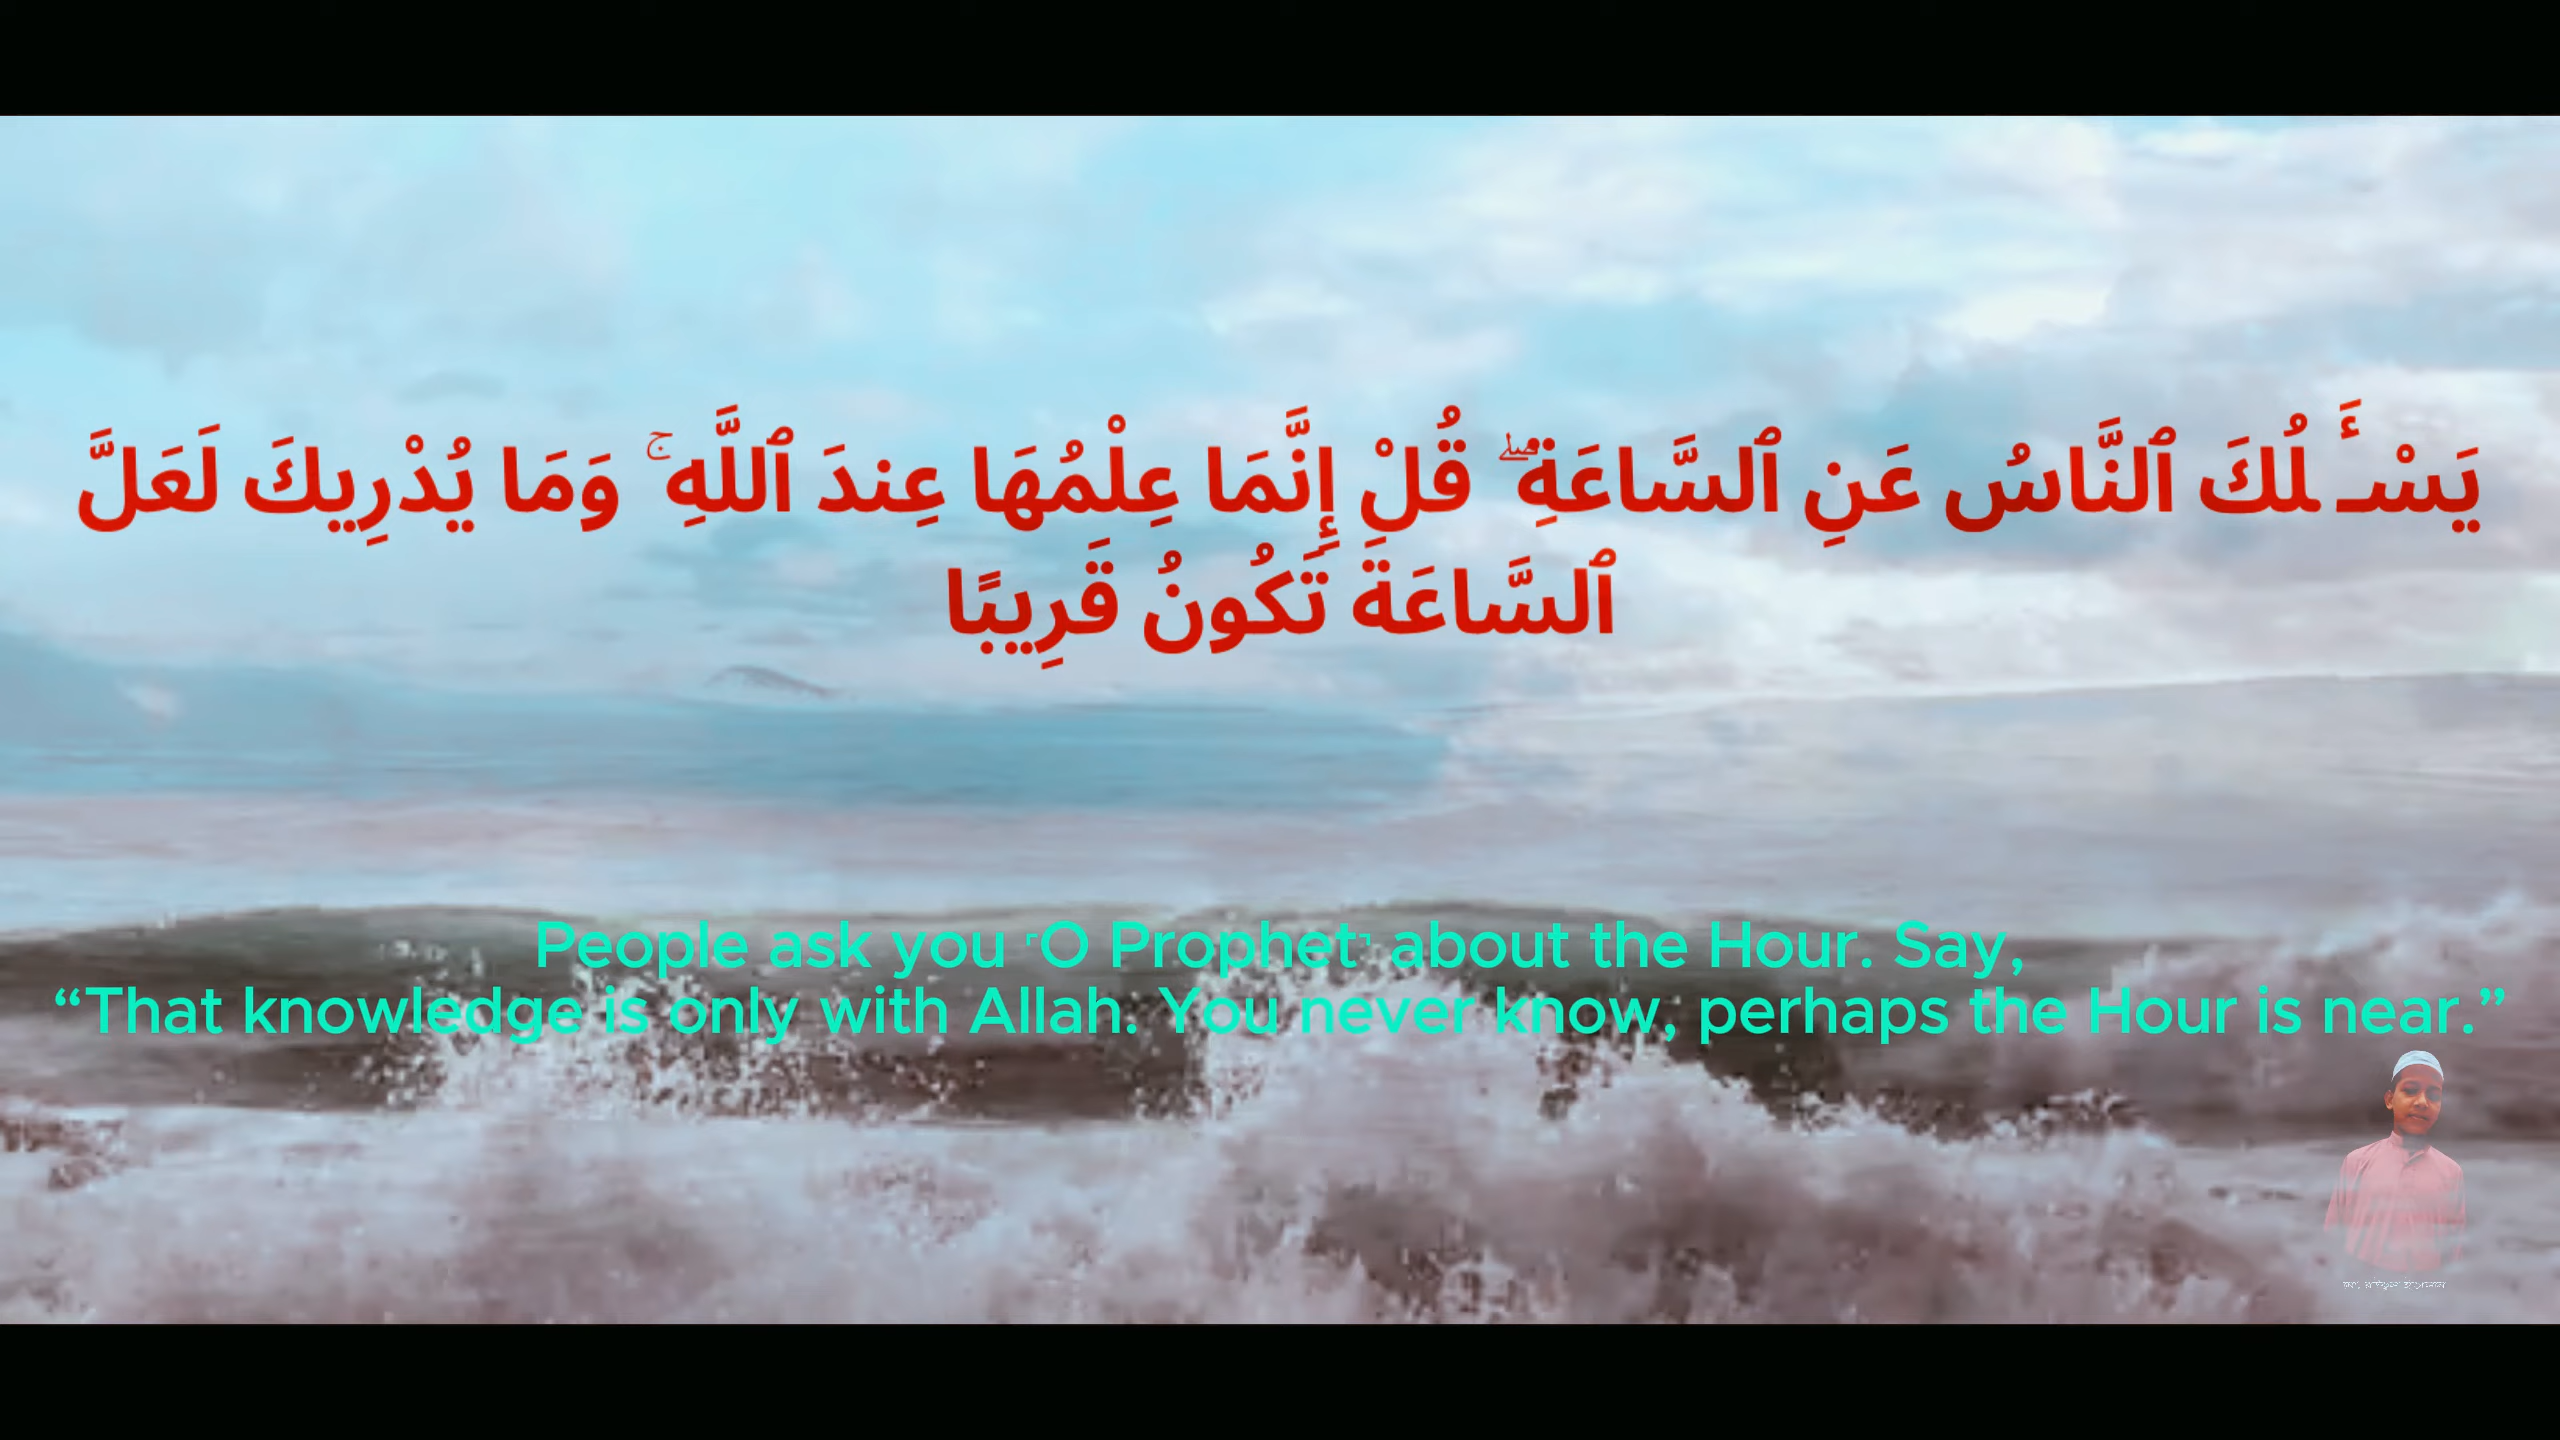 يَسْـَٔلُكَ ٱلنَّاسُ عَنِ ٱلسَّاعَةِ ۖ قُلْ إِنَّمَا عِلْمُهَا عِندَ ٱللَّهِ ۚ وَمَا يُدْرِيكَ لَعَلَّ
ٱلسَّاعَةَ تَكُونُ قَرِيبًا
People ask you ˹O Prophet˺ about the Hour. Say,
“That knowledge is only with Allah. You never know, perhaps the Hour is near.”